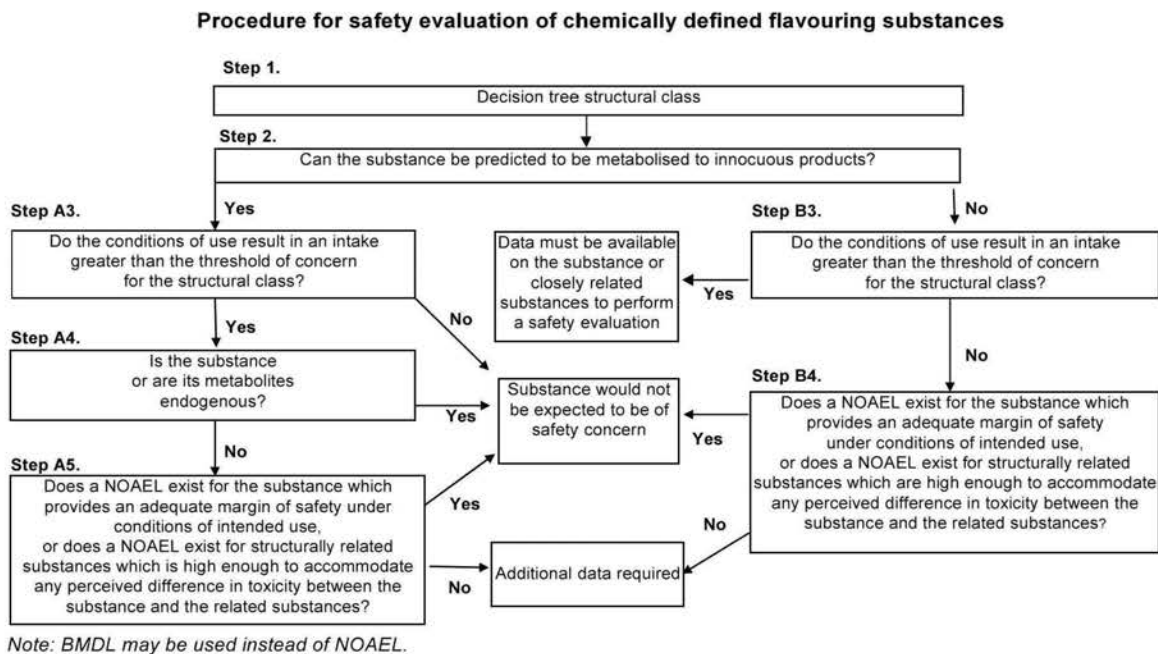 Procedure for safety evaluation of chemically defined flavouring substances
Step 1.
Decision tree structural class
Step 2.
Can the substance be predicted to be metabolised to innocuous products?
Yes
No
Step A3.
Do the conditions of use result in an intake
greater than the threshold of concern
for the structural class?
Data must be available
on the substance or
closely related
substances to perform
a safety evaluation
Step B3.
Do the conditions of use result in an intake
greater than the threshold of concern
for the structural class?
Yes
No
Yes
No
Step A4.
Is the substance
or are its metabolites
endogenous?
Yes
No
Substance would not
be expected to be of
safety concern
Step B4.
Does a NOAEL exist for the substance which
provides an adequate margin of safety
under conditions of intended use,
or does a NOAEL exist for structurally related
substances which are high enough to accommodate
any perceived difference in toxicity between the
substance and the related substances?
Yes
No
Step A5.
Does a NOAEL exist for the substance which
provides an adequate margin of safety under
conditions of intended use,
or does a NOAEL exist for structurally related
substances which is high enough to accommodate
any perceived difference in toxicity between the
substance and the related substances?
Yes
No
Additional data required
Note: BMDL may be used instead of NOAEL.